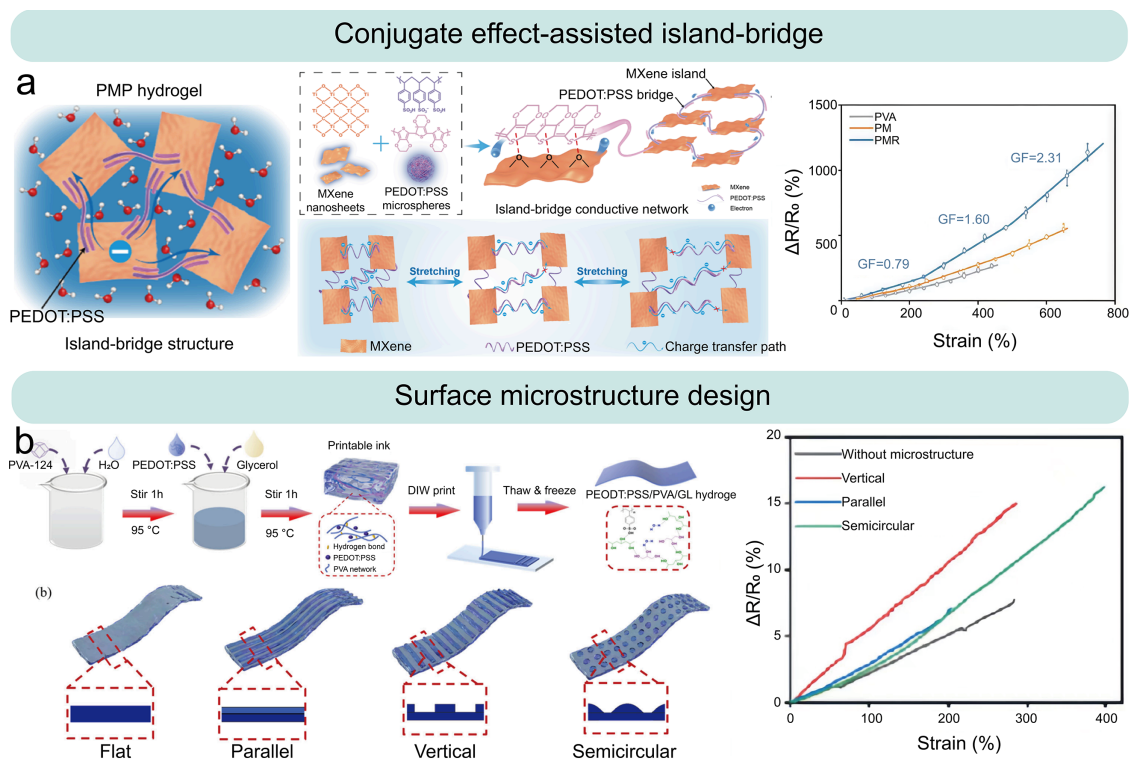 Conjugate effect-assisted island-bridge
a
PMP hydrogel
PEDOT:PSS
Island-bridge structure
MXene
nanosheets
PEDOT:PSS
microspheres
MXene island
PEDOT:PSS bridge
SO₃H SO₃⁻ SO₃H
O O O
Island-bridge conductive network
MXene
PEDOT:PSS
Electron
Stretching
Stretching
MXene
PEDOT:PSS
Charge transfer path
ΔR/R₀ (%)
1500
1000
500
0
PVA
PM
PMR
GF=2.31
GF=1.60
GF=0.79
0 200 400 600 800
Strain (%)
Surface microstructure design
b
PVA-124
H₂O
PEDOT:PSS
Glycerol
Stir 1h
95 °C
Stir 1h
95 °C
Printable ink
Hydrogen bond
PEDOT:PSS
PVA network
DIW print
Thaw & freeze
PEODT:PSS/PVA/GL hydroge
(b)
Flat
Parallel
Vertical
Semicircular
ΔR/R₀ (%)
20
15
10
5
0
Without microstructure
Vertical
Parallel
Semicircular
0 100 200 300 400
Strain (%)